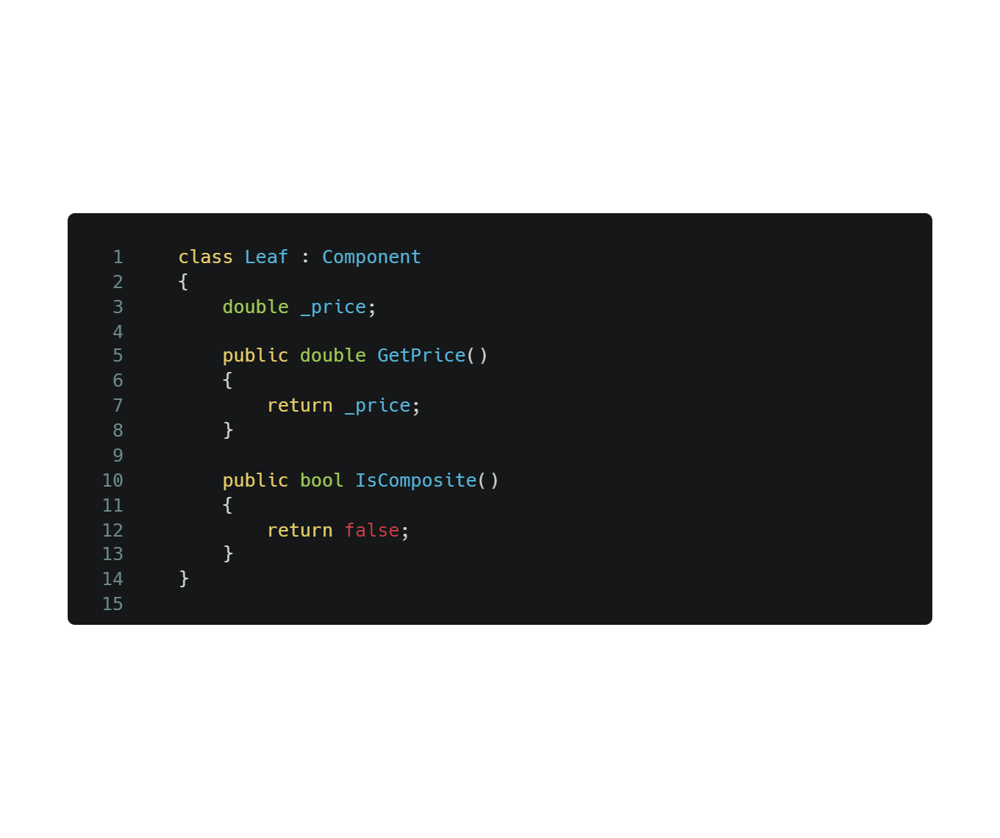 1 class Leaf : Component
2 {
3     double _price;
4
5     public double GetPrice()
6     {
7         return _price;
8     }
9
10     public bool IsComposite()
11     {
12         return false;
13     }
14 }
15